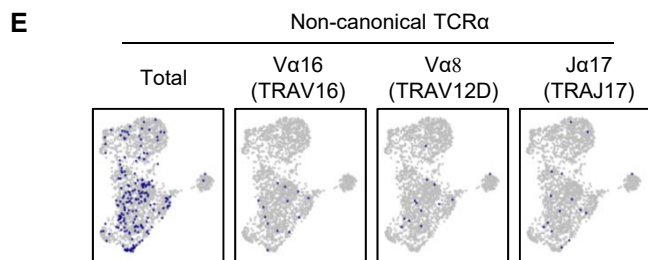 E
Non-canonical TCRα
Total
Vα16
(TRAV16)
Vα8
(TRAV12D)
Jα17
(TRAJ17)